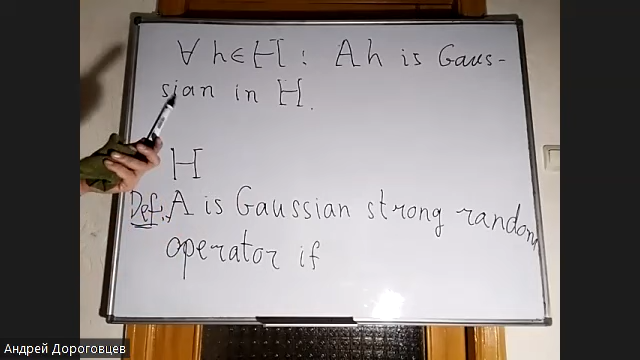 ∀ h ∈ H : Ah is Gaus-
sian in H.
H
Def.: A is Gaussian strong random
operator if
Андрей Дороговцев